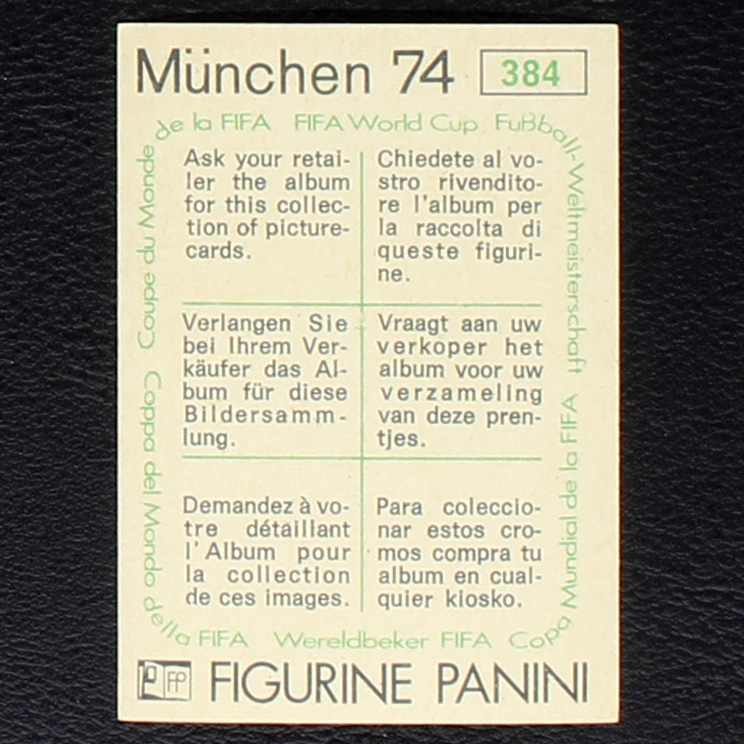 München 74 384
Coupe du Monde de la FIFA FIFA World Cup Fußball-Weltmeisterschaft
Ask your retai-
ler the album
for this collec-
tion of picture-
cards.
Chiedete al vo-
stro rivendito-
re l'album per
la raccolta di
queste figuri-
ne.
Verlangen Sie
bei Ihrem Ver-
käufer das Al-
bum für diese
Bildersamm-
lung.
Vraagt aan uw
verkoper het
album voor uw
verzameling
van deze pren-
tjes.
Demandez à vo-
tre détaillant
l'Album pour
la collection
de ces images.
Para coleccio-
nar estos cro-
mos compra tu
album en cual-
quier kiosko.
Coppa del Mondo della FIFA Wereldbeker FIFA Copa Mundial de la FIFA
FP FIGURINE PANINI